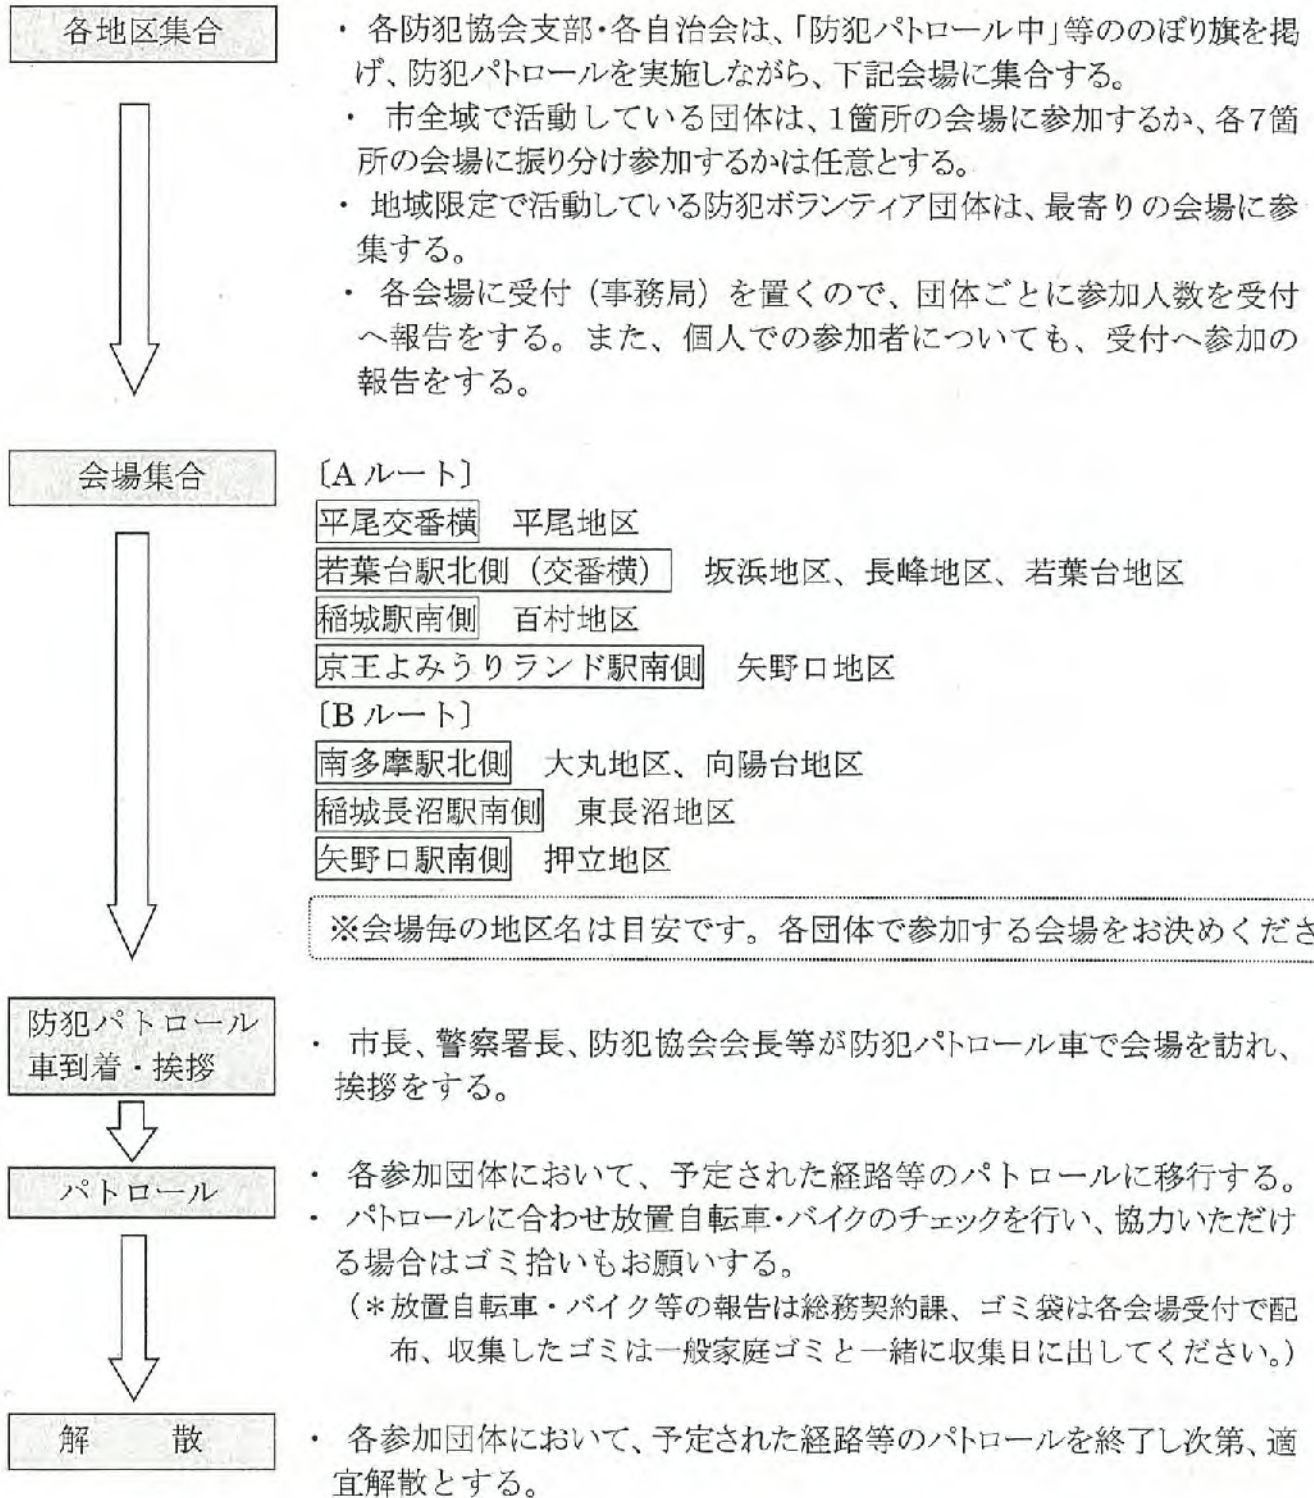 各地区集合
・ 各防犯協会支部・各自治会は、「防犯パトロール中」等ののぼり旗を掲
げ、防犯パトロールを実施しながら、下記会場に集合する。
・ 市全域で活動している団体は、1箇所の会場に参加するか、各7箇
所の会場に振り分け参加するかは任意とする。
・ 地域限定で活動している防犯ボランティア団体は、最寄りの会場に参
集する。
・ 各会場に受付（事務局）を置くので、団体ごとに参加人数を受付
へ報告をする。また、個人での参加者についても、受付へ参加の
報告をする。
会場集合
〔Aルート〕
平尾交番横 平尾地区
若葉台駅北側（交番横） 坂浜地区、長峰地区、若葉台地区
稲城駅南側 百村地区
京王よみうりランド駅南側 矢野口地区
〔Bルート〕
南多摩駅北側 大丸地区、向陽台地区
稲城長沼駅南側 東長沼地区
矢野口駅南側 押立地区
※会場毎の地区名は目安です。各団体で参加する会場をお決めくださ
防犯パトロール
車到着・挨拶
・ 市長、警察署長、防犯協会会長等が防犯パトロール車で会場を訪れ、
挨拶をする。
パトロール
・ 各参加団体において、予定された経路等のパトロールに移行する。
・ パトロールに合わせ放置自転車・バイクのチェックを行い、協力いただけ
る場合はゴミ拾いもお願いする。
（＊放置自転車・バイク等の報告は総務契約課、ゴミ袋は各会場受付で配
布、収集したゴミは一般家庭ゴミと一緒に収集日に出してください。）
解 散
・ 各参加団体において、予定された経路等のパトロールを終了し次第、適
宜解散とする。